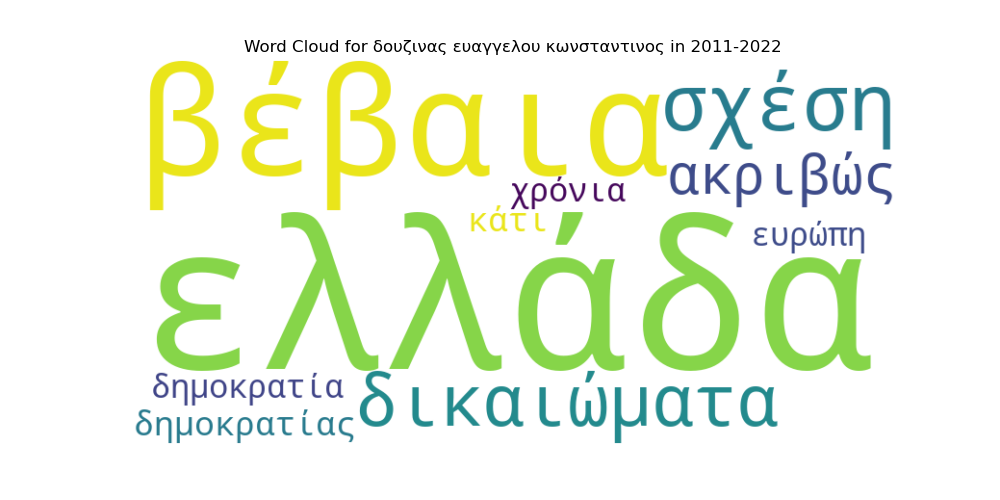 Word Cloud for δουζινας ευαγγελου κωνσταντινος in 2011-2022
βέβαια
σχέση
ακριβώς
χρόνια
κάτι
ευρώπη
ελλάδα
δημοκρατία
δικαιώματα
δημοκρατίας